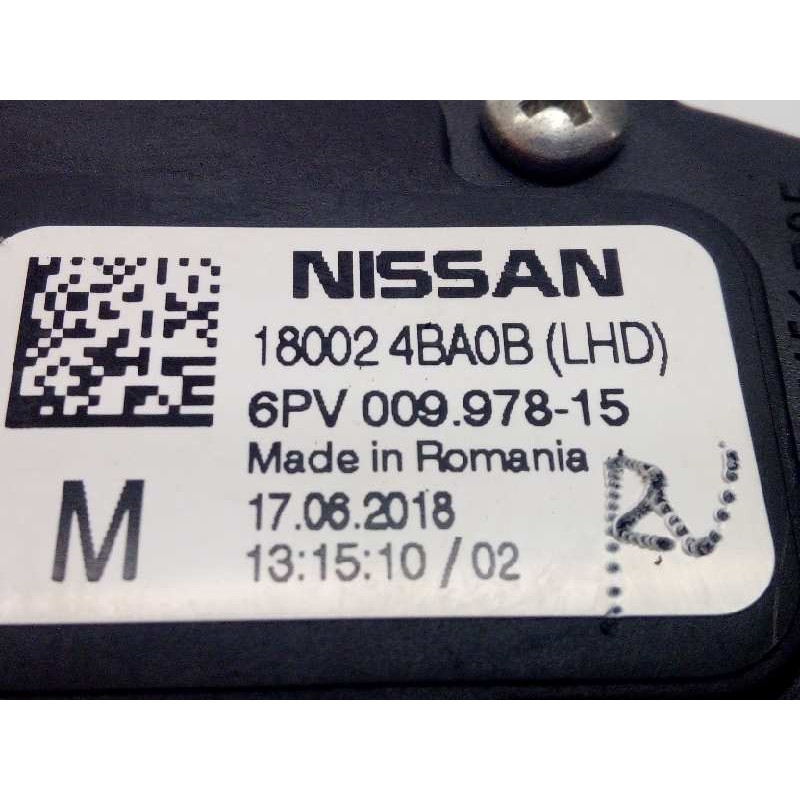 NISSAN
18002 4BA0B (LHD)
6PV 009.978-15
Made in Romania
M
17.06.2018
13:15:10 / 02